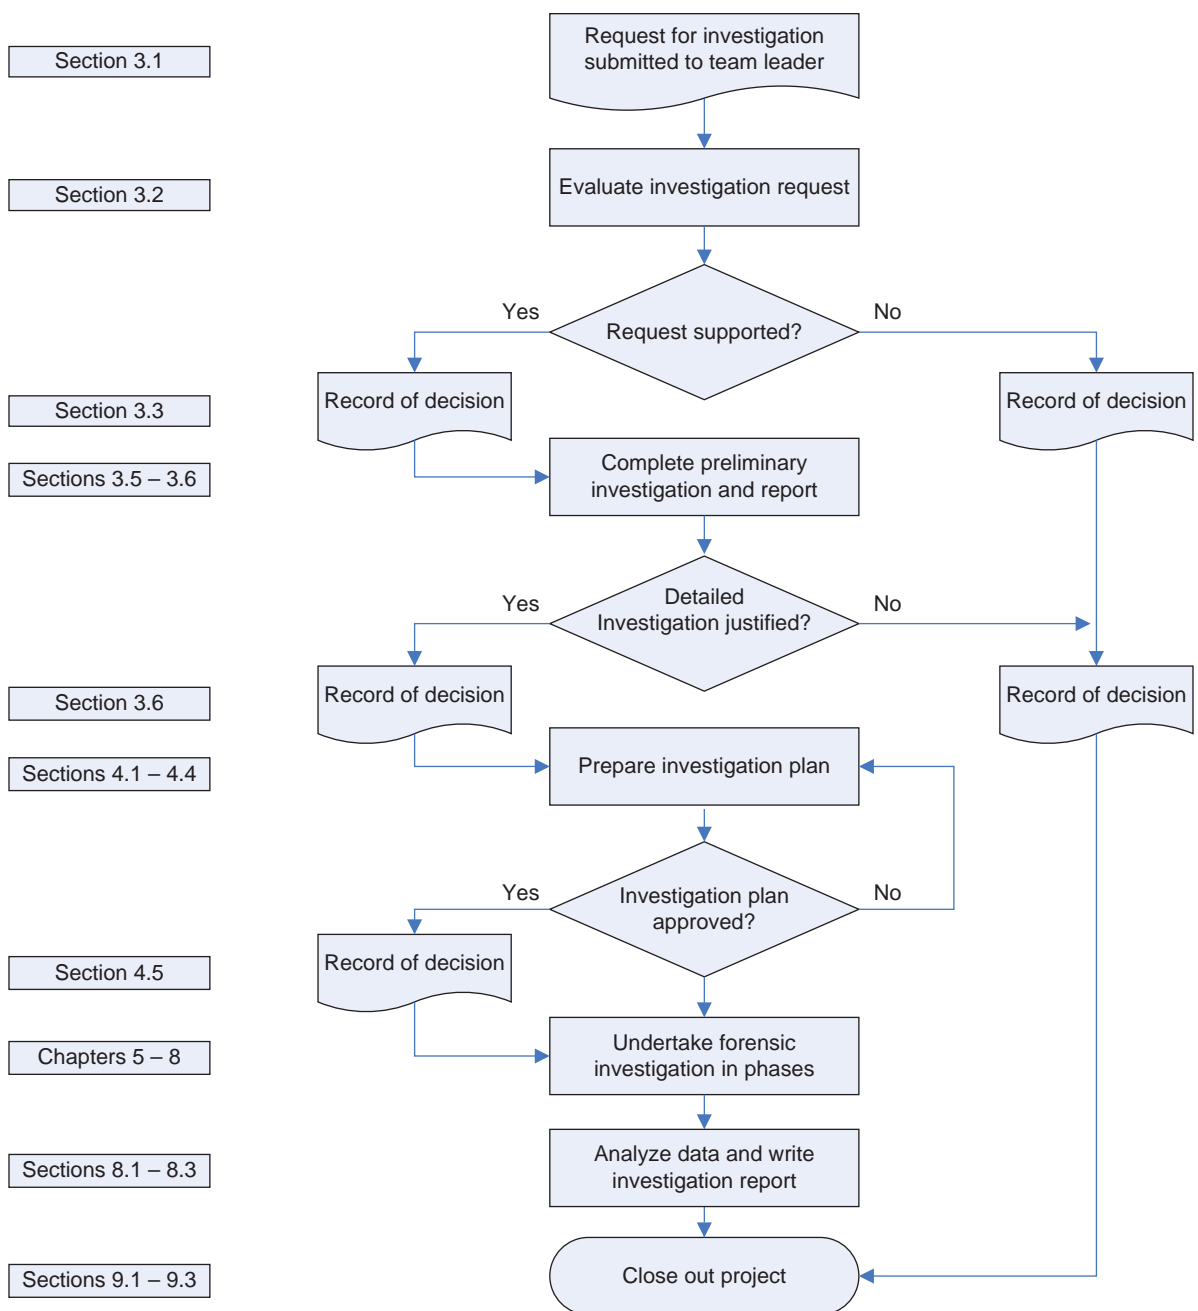 Request for investigation
submitted to team leader
Section 3.1
Evaluate investigation request
Section 3.2
Yes
No
Request supported?
Record of decision
Record of decision
Section 3.3
Complete preliminary
investigation and report
Sections 3.5 – 3.6
Yes
Detailed
Investigation justified?
No
Record of decision
Record of decision
Section 3.6
Prepare investigation plan
Sections 4.1 – 4.4
Yes
Investigation plan
approved?
No
Record of decision
Section 4.5
Undertake forensic
investigation in phases
Chapters 5 – 8
Analyze data and write
investigation report
Sections 8.1 – 8.3
Close out project
Sections 9.1 – 9.3